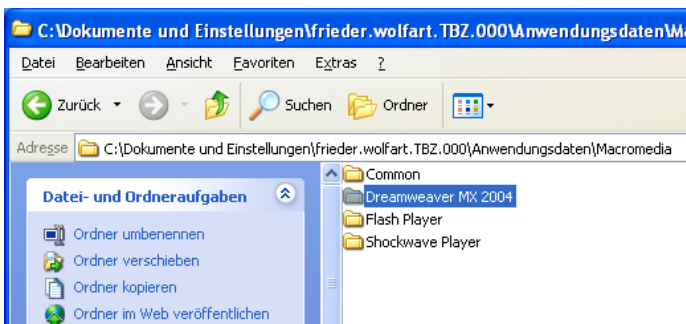 C:\Dokumente und Einstellungen\frieder.wolfart.TBZ.000\Anwendungsdaten\Ma
Datei Bearbeiten Ansicht Favoriten Extras ?
Zurück Suchen Ordner
Adresse C:\Dokumente und Einstellungen\frieder.wolfart.TBZ.000\Anwendungsdaten\Macromedia
Datei- und Ordneraufgaben
Ordner umbenennen
Ordner verschieben
Ordner kopieren
Ordner im Web veröffentlichen
Common
Dreamweaver MX 2004
Flash Player
Shockwave Player